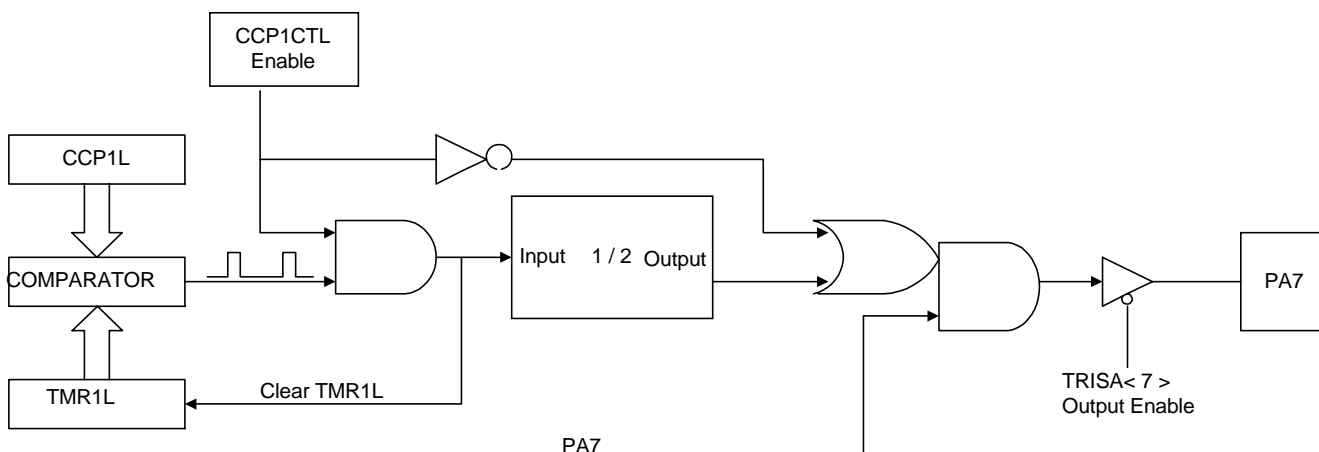 CCP1CTL
Enable
CCP1L
COMPARATOR
Input 1 / 2 Output
PA7
TMR1L
Clear TMR1L
TRISA< 7 >
Output Enable
PA7